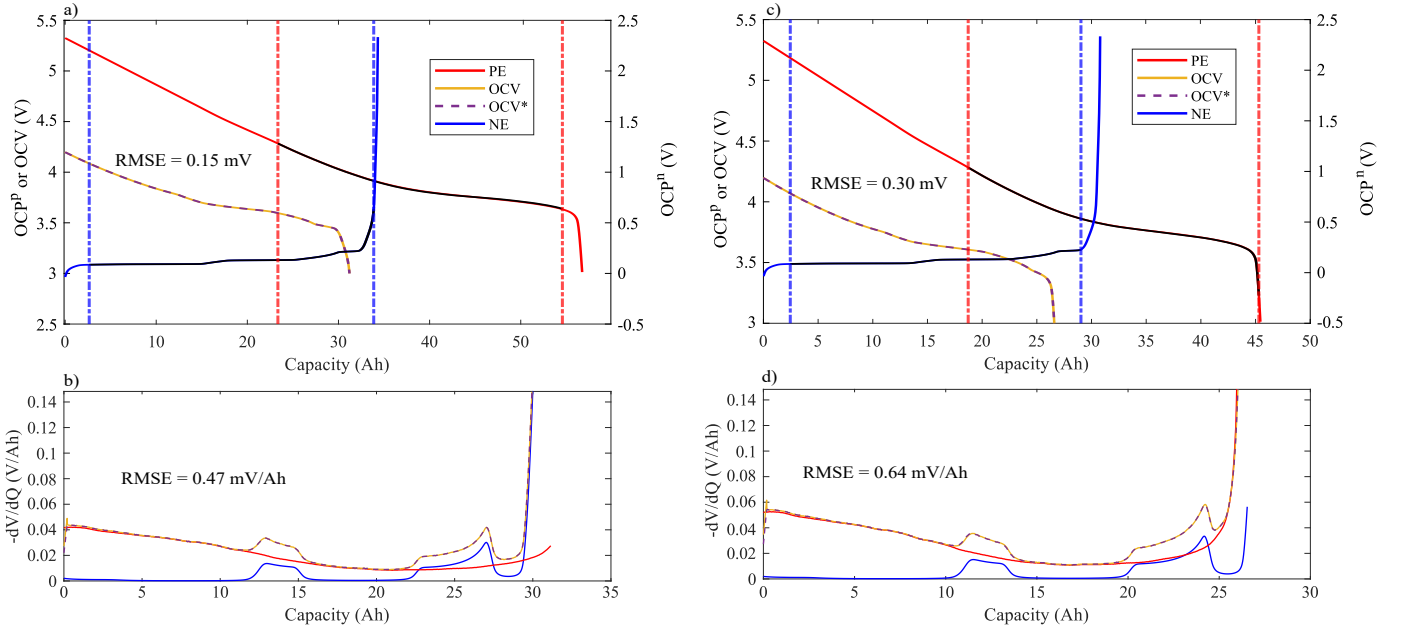 a)
5.5
5
4.5
4
3.5
3
2.5
OCP^p or OCV (V)
2.5
2
1.5
1
0.5
0
-0.5
OCP^n (V)
PE
OCV
OCV*
NE
RMSE = 0.15 mV
0 10 20 30 40 50
Capacity (Ah)
c)
5.5
5
4.5
4
3.5
3
OCP^p or OCV (V)
2.5
2
1.5
1
0.5
0
-0.5
OCP^n (V)
PE
OCV
OCV*
NE
RMSE = 0.30 mV
0 5 10 15 20 25 30 35 40 45 50
Capacity (Ah)
b)
0.14
0.12
0.1
0.08
0.06
0.04
0.02
0
-dV/dQ (V/Ah)
RMSE = 0.47 mV/Ah
0 5 10 15 20 25 30 35
Capacity (Ah)
d)
0.14
0.12
0.1
0.08
0.06
0.04
0.02
0
-dV/dQ (V/Ah)
RMSE = 0.64 mV/Ah
0 5 10 15 20 25 30
Capacity (Ah)